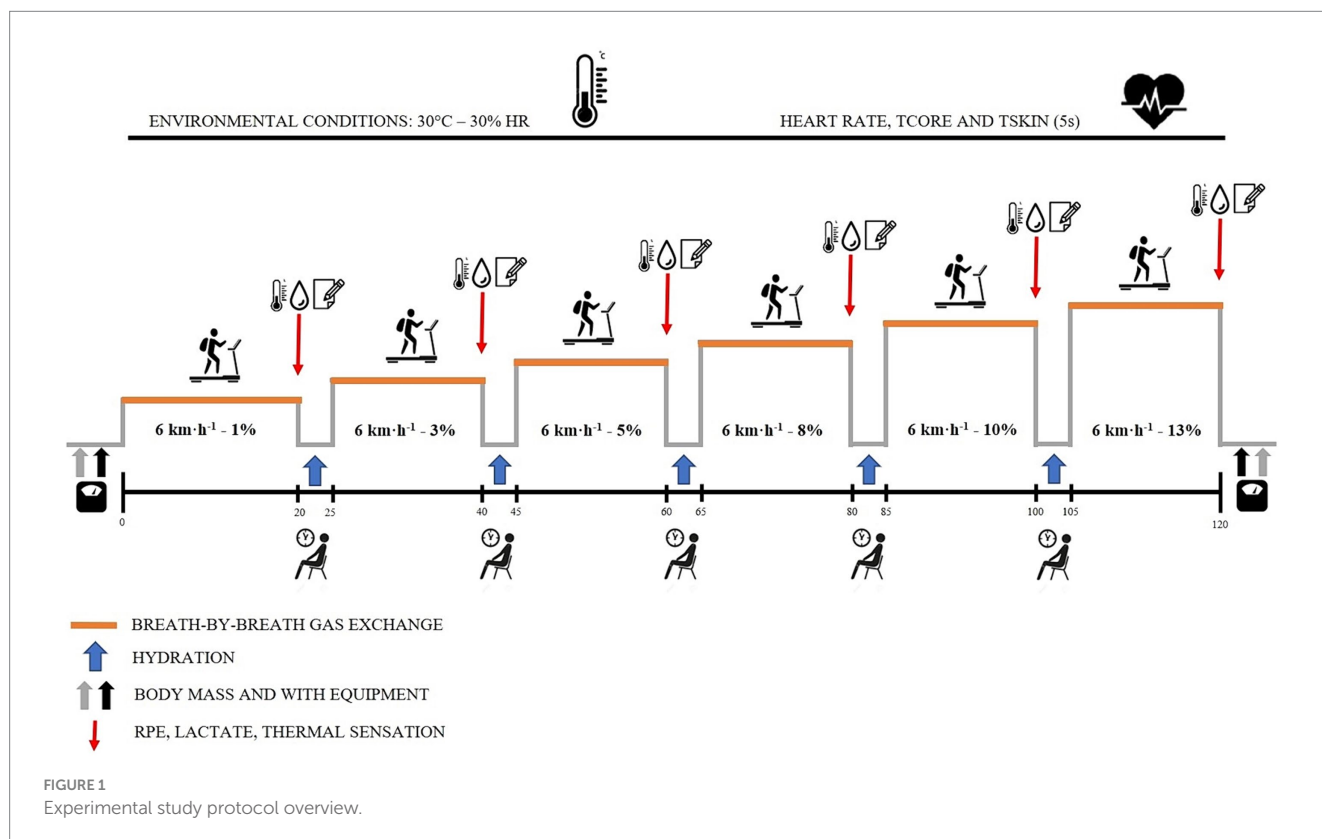 °C
ENVIRONMENTAL CONDITIONS: 30°C – 30% HR
HEART RATE, TCORE AND TSKIN (5s)
6 km·h-1 - 1%
6 km·h-1 - 3%
6 km·h-1 - 5%
6 km·h-1 - 8%
6 km·h-1 - 10%
6 km·h-1 - 13%
0
20
25
40
45
60
65
80
85
100
105
120
BREATH-BY-BREATH GAS EXCHANGE
HYDRATION
BODY MASS AND WITH EQUIPMENT
RPE, LACTATE, THERMAL SENSATION
FIGURE 1
Experimental study protocol overview.